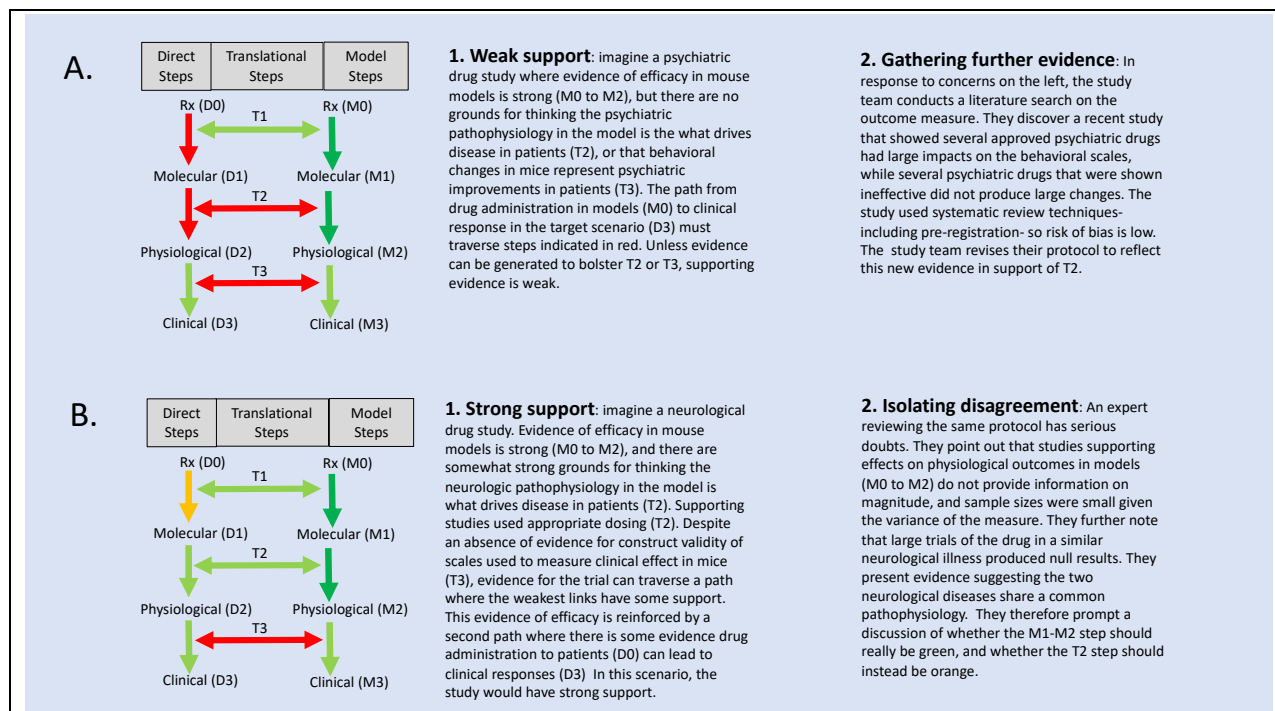 A.
Direct Steps
Translational Steps
Model Steps
Rx (D0)
Rx (M0)
T1
Molecular (D1)
Molecular (M1)
T2
Physiological (D2)
Physiological (M2)
T3
Clinical (D3)
Clinical (M3)
1. Weak support: imagine a psychiatric
drug study where evidence of efficacy in mouse
models is strong (M0 to M2), but there are no
grounds for thinking the psychiatric
pathophysiology in the model is the what drives
disease in patients (T2), or that behavioral
changes in mice represent psychiatric
improvements in patients (T3). The path from
drug administration in models (M0) to clinical
response in the target scenario (D3) must
traverse steps indicated in red. Unless evidence
can be generated to bolster T2 or T3, supporting
evidence is weak.
2. Gathering further evidence: In
response to concerns on the left, the study
team conducts a literature search on the
outcome measure. They discover a recent study
that showed several approved psychiatric drugs
had large impacts on the behavioral scales,
while several psychiatric drugs that were shown
ineffective did not produce large changes. The
study used systematic review techniques-
including pre-registration- so risk of bias is low.
The study team revises their protocol to reflect
this new evidence in support of T2.
B.
Direct Steps
Translational Steps
Model Steps
Rx (D0)
Rx (M0)
T1
Molecular (D1)
Molecular (M1)
T2
Physiological (D2)
Physiological (M2)
T3
Clinical (D3)
Clinical (M3)
1. Strong support: imagine a neurological
drug study. Evidence of efficacy in mouse
models is strong (M0 to M2), and there are
somewhat strong grounds for thinking the
neurologic pathophysiology in the model is
what drives disease in patients (T2). Supporting
studies used appropriate dosing (T2). Despite
an absence of evidence for construct validity of
scales used to measure clinical effect in mice
(T3), evidence for the trial can traverse a path
where the weakest links have some support.
This evidence of efficacy is reinforced by a
second path where there is some evidence drug
administration to patients (D0) can lead to
clinical responses (D3) In this scenario, the
study would have strong support.
2. Isolating disagreement: An expert
reviewing the same protocol has serious
doubts. They point out that studies supporting
effects on physiological outcomes in models
(M0 to M2) do not provide information on
magnitude, and sample sizes were small given
the variance of the measure. They further note
that large trials of the drug in a similar
neurological illness produced null results. They
present evidence suggesting the two
neurological diseases share a common
pathophysiology. They therefore prompt a
discussion of whether the M1-M2 step should
really be green, and whether the T2 step should
instead be orange.